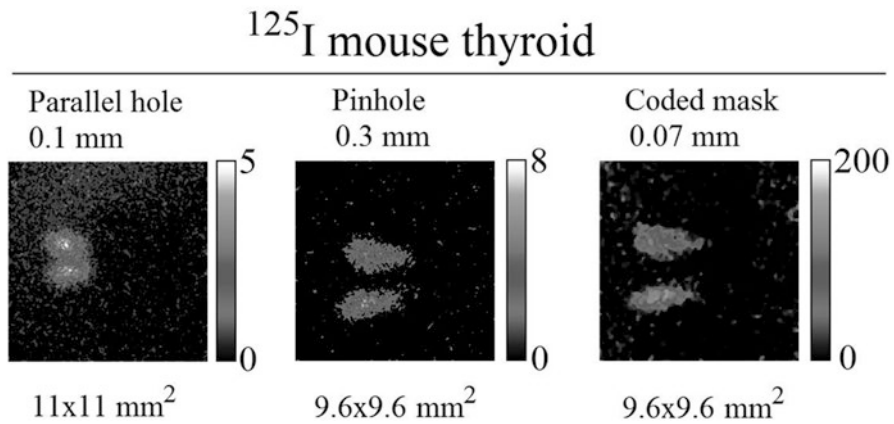 ¹²⁵I mouse thyroid
Parallel hole
0.1 mm
5
0
11x11 mm²
Pinhole
0.3 mm
8
0
9.6x9.6 mm²
Coded mask
0.07 mm
200
0
9.6x9.6 mm²